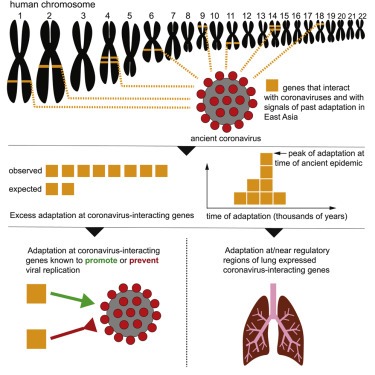 human chromosome
1 2 3 4 5 6 7 8 9 10 11 12 13 14 15 16 17 18 19 20 21 22
genes that interact
with coronaviruses and with
signals of past adaptation in
East Asia
ancient coronavirus
observed
expected
Excess adaptation at coronavirus-interacting genes
peak of adaptation at
time of ancient epidemic
time of adaptation (thousands of years)
Adaptation at coronavirus-interacting
genes known to promote or prevent
viral replication
Adaptation at/near regulatory
regions of lung expressed
coronavirus-interacting genes